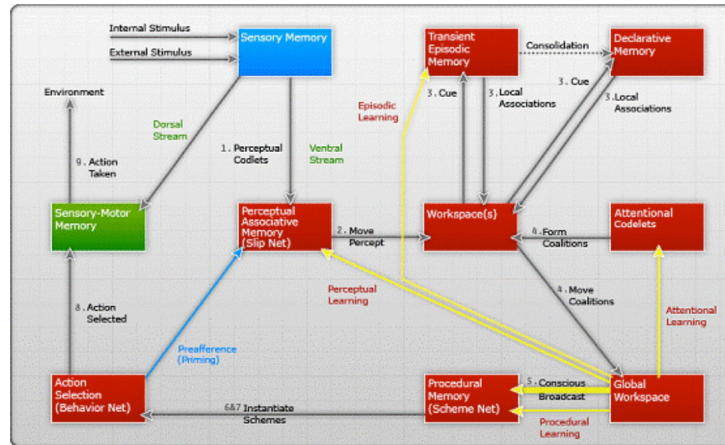 Internal Stimulus
External Stimulus
Sensory Memory
Transient
Episodic
Memory
Consolidation
Declarative
Memory
Environment
Dorsal
Stream
1. Perceptual
Codlets
Ventral
Stream
Episodic
Learning
3. Cue
3.Local
Associations
3. Cue
3.Local
Associations
9. Action
Taken
Sensory-Motor
Memory
Perceptual
Associative
Memory
(Slip Net)
2. Move
Percept
Workspace(s)
4. Form
Coalitions
Attentional
Codelets
8. Action
Selected
Preafference
(Priming)
Perceptual
Learning
4. Move
Coalitions
Attentional
Learning
Action
Selection
(Behavior Net)
6&7 Instantiate
Schemes
Procedural
Memory
(Scheme Net)
5. Conscious
Broadcast
Procedural
Learning
Global
Workspace